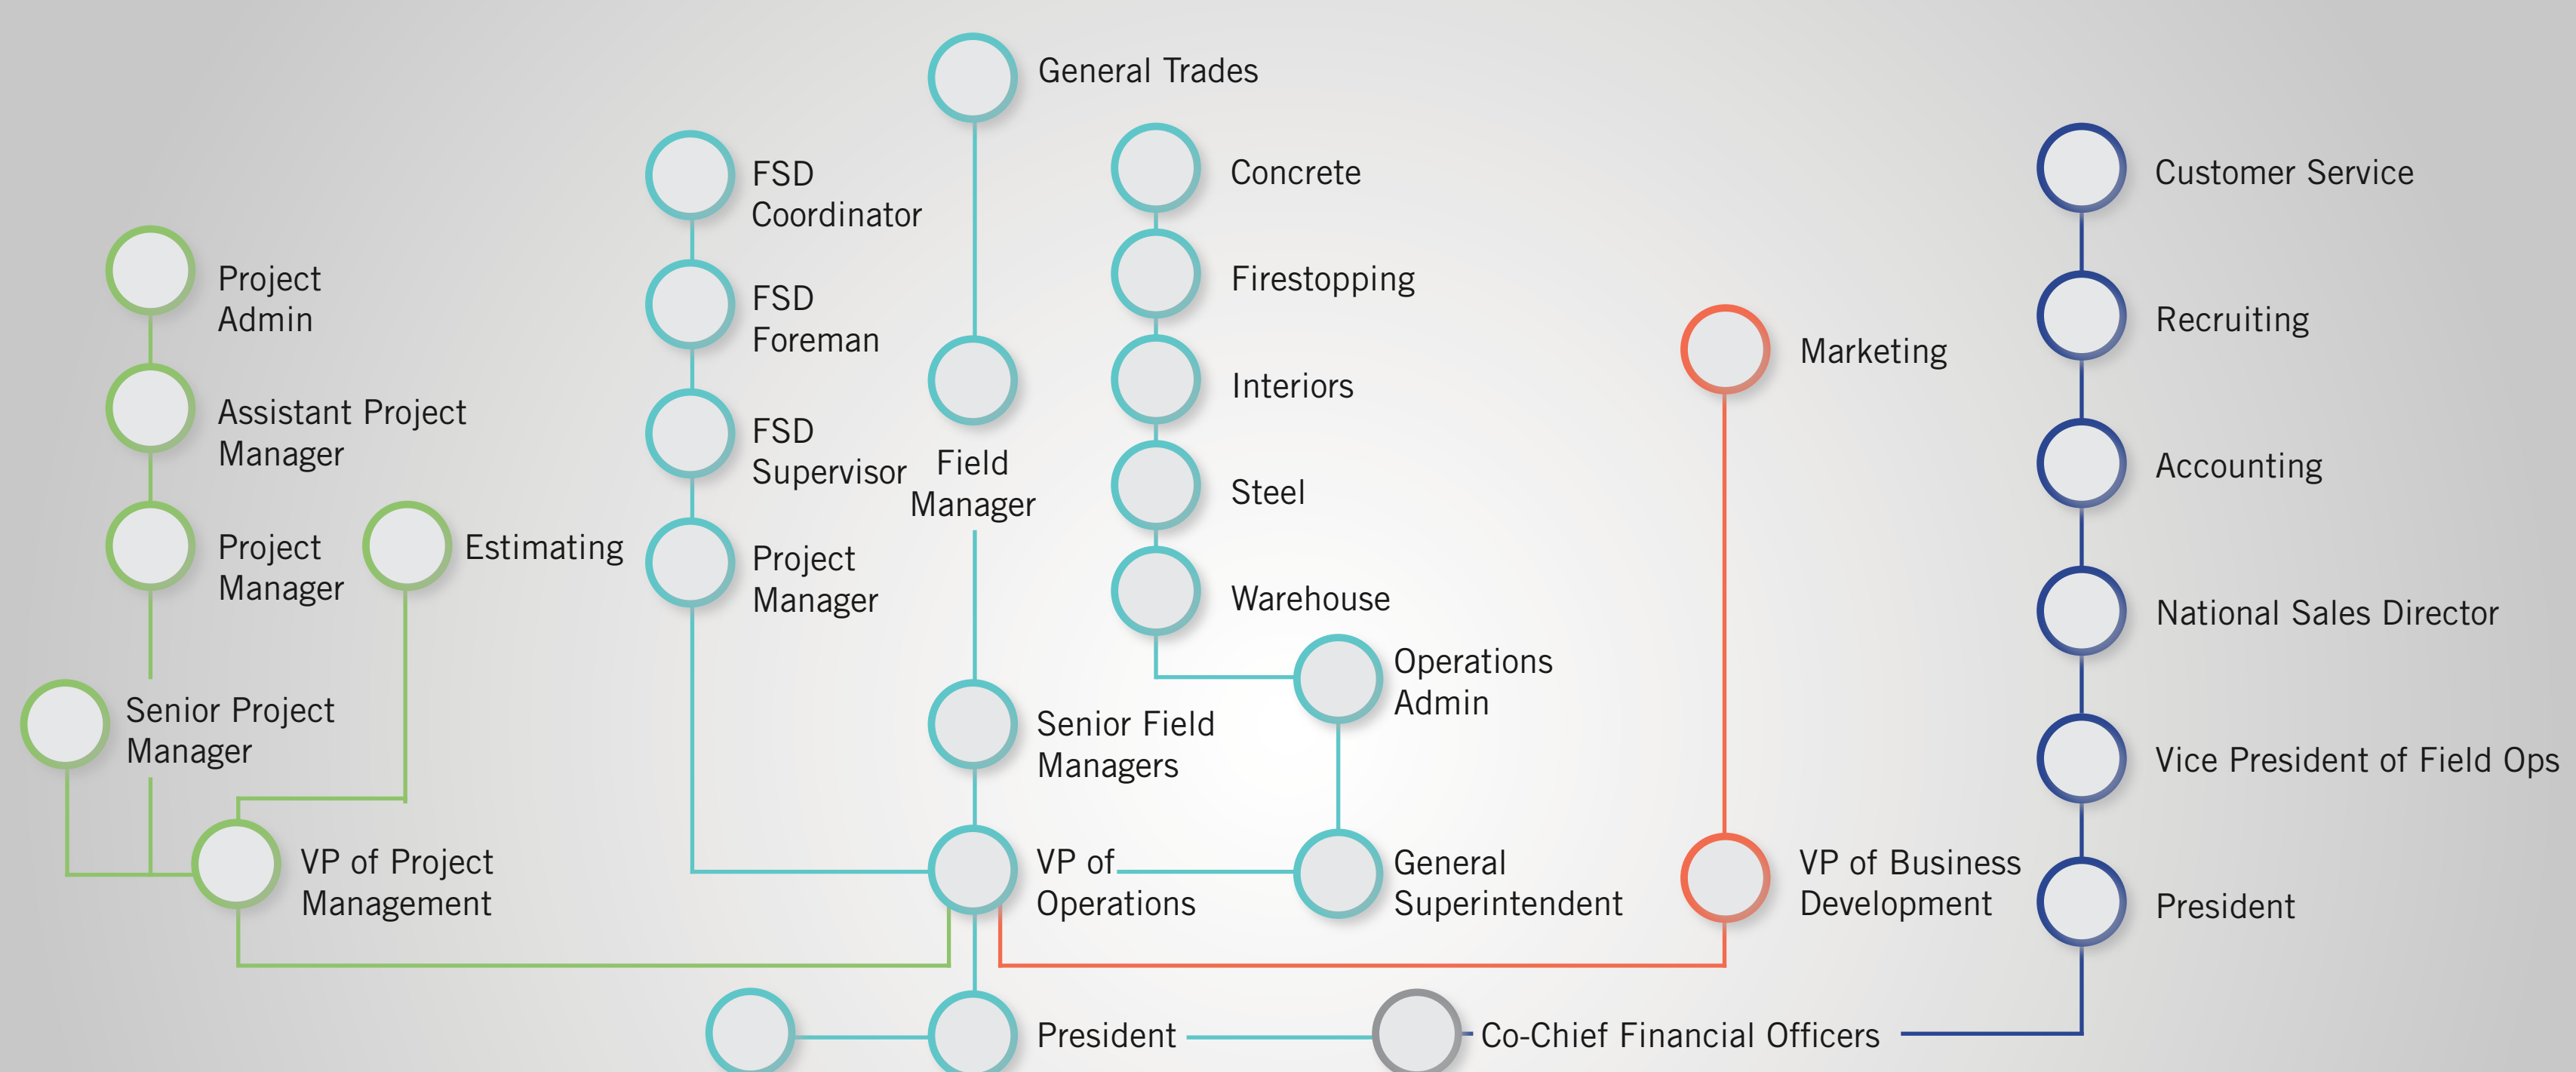 General Trades
FSD
Coordinator
Concrete
Customer Service
Project
Admin
FSD
Foreman
Firestopping
Recruiting
Marketing
Interiors
Assistant Project
Manager
FSD
Supervisor
Field
Manager
Steel
Accounting
Project
Manager
Estimating
Project
Manager
Warehouse
National Sales Director
Operations
Admin
Senior Project
Manager
Senior Field
Managers
Vice President of Field Ops
VP of Project
Management
VP of
Operations
General
Superintendent
VP of Business
Development
President
President
Co-Chief Financial Officers